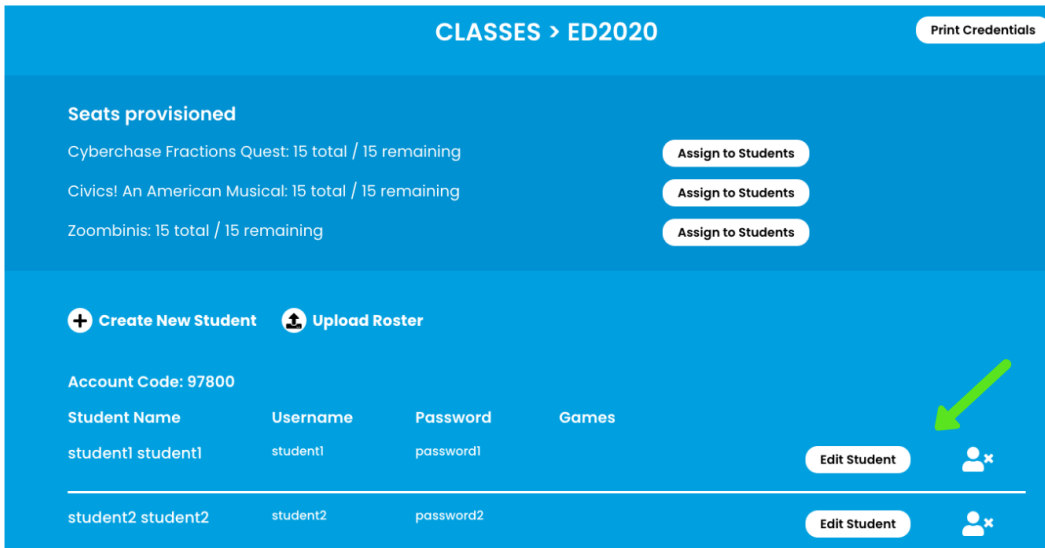 CLASSES > ED2020
Print Credentials
Seats provisioned
Cyberchase Fractions Quest: 15 total / 15 remaining
Assign to Students
Civics! An American Musical: 15 total / 15 remaining
Assign to Students
Zoombinis: 15 total / 15 remaining
Assign to Students
Create New Student
Upload Roster
Account Code: 97800
Student Name Username Password Games
student1 student1 student1 password1
Edit Student
student2 student2 student2 password2
Edit Student